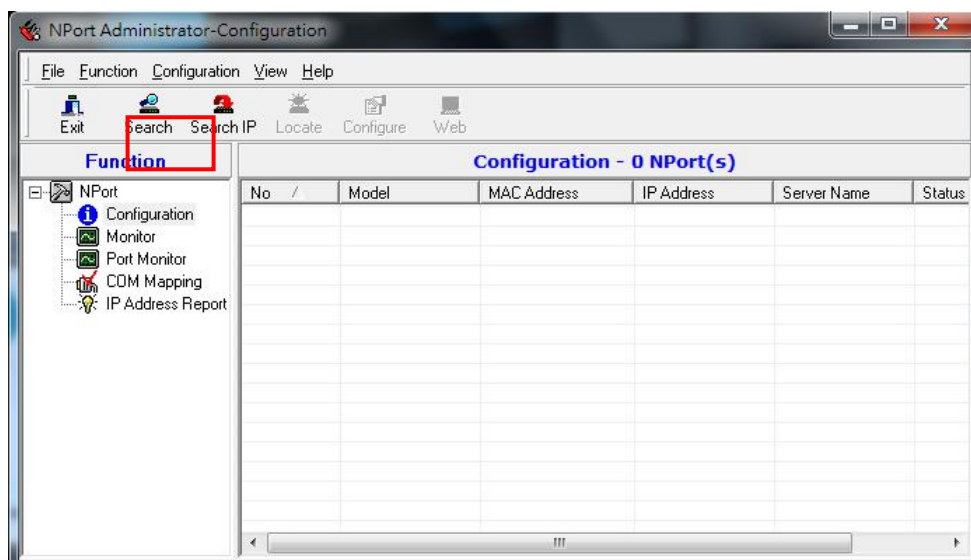 NPort Administrator-Configuration
File Function Configuration View Help
Exit Search Search IP Locate Configure Web
Function
Configuration - 0 NPort(s)
NPort
Configuration
Monitor
Port Monitor
COM Mapping
IP Address Report
No / Model MAC Address IP Address Server Name Status